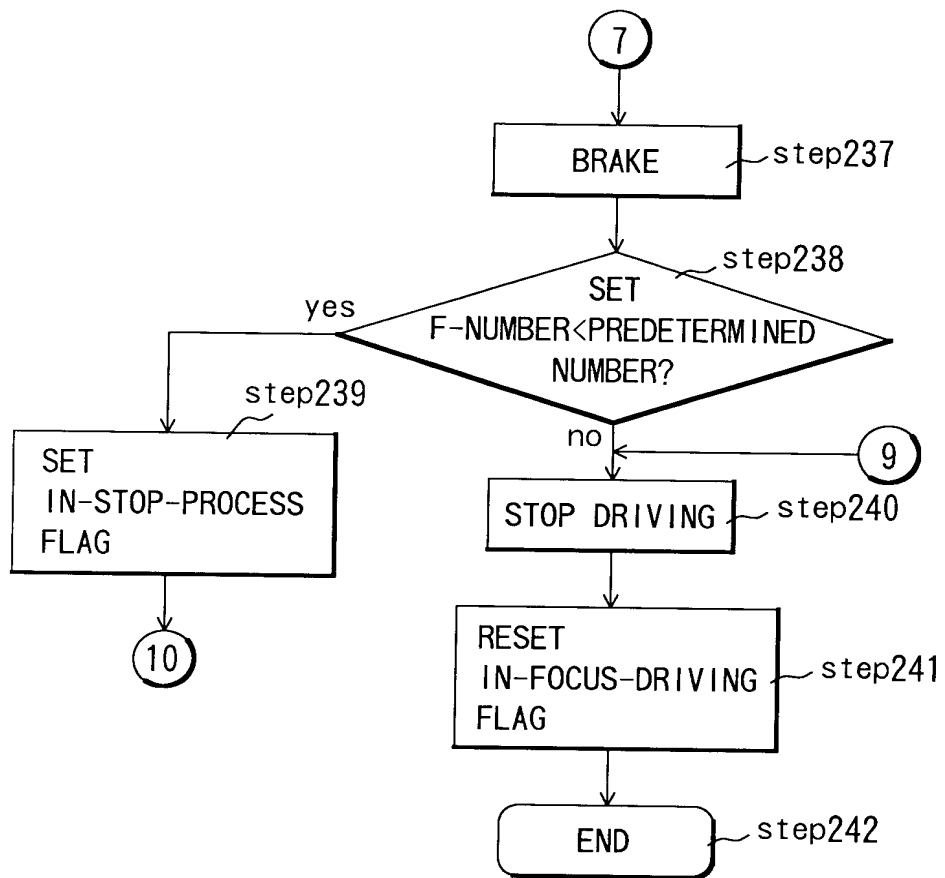 7
BRAKE
step237
step238
SET
F-NUMBER<PREDETERMINED
NUMBER?
yes
step239
no
9
SET
IN-STOP-PROCESS
FLAG
STOP DRIVING
step240
10
RESET
IN-FOCUS-DRIVING
FLAG
step241
END
step242